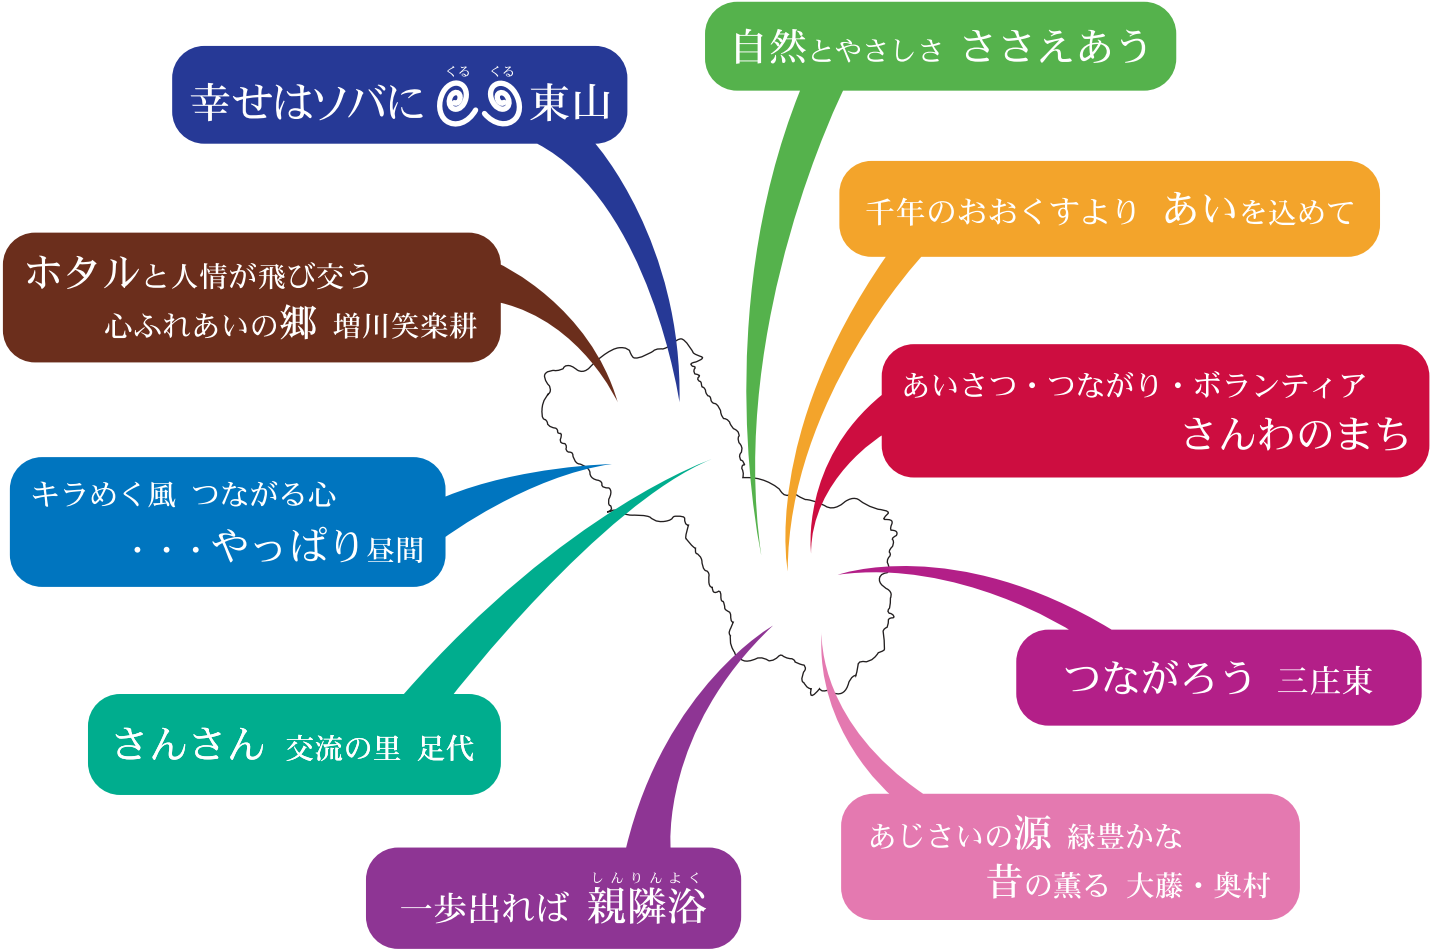 自然とやさしさ ささえあう
くる くる
幸せはソバに 東山
千年のおおくすより あいを込めて
ホタルと人情が飛び交う
心ふれあいの郷 増川笑楽耕
あいさつ・つながり・ボランティア
さんわのまち
キラめく風 つながる心
・・・やっぱり昼間
つながろう 三庄東
さんさん 交流の里 足代
あじさいの源 緑豊かな
昔の薫る 大藤・奥村
しんりんよく
一歩出れば 親隣浴